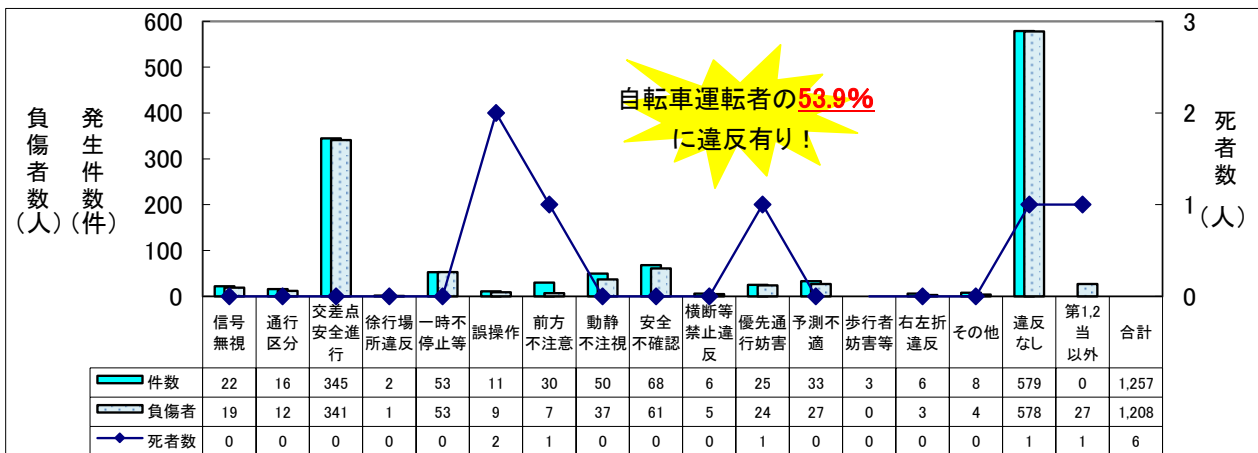 600
500
400
300
200
100
0
負傷者数（人）
発生件数（件）
3
2
1
0
死者数（人）
自転車運転者の53.9%
に違反有り！
信号無視 通行区分 交差点安全進行 徐行場所違反 一時不停止等 誤操作 前方不注意 動静不注視 安全不確認 横断等禁止違反 優先通行妨害 予測不適 歩行者妨害等 右左折違反 その他 違反なし 第1,2当以外 合計
件数 22 16 345 2 53 11 30 50 68 6 25 33 3 6 8 579 0 1,257
負傷者 19 12 341 1 53 9 7 37 61 5 24 27 0 3 4 578 27 1,208
死者数 0 0 0 0 0 2 1 0 0 0 1 0 0 0 0 1 1 6